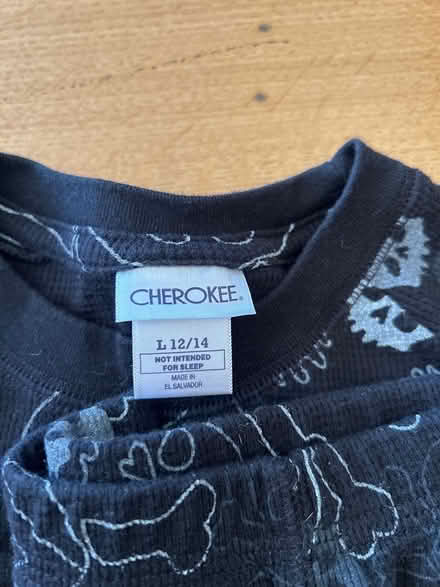 CHEROKEE.
L 12/14
NOT INTENDED
FOR SLEEP
MADE IN
EL SALVADOR